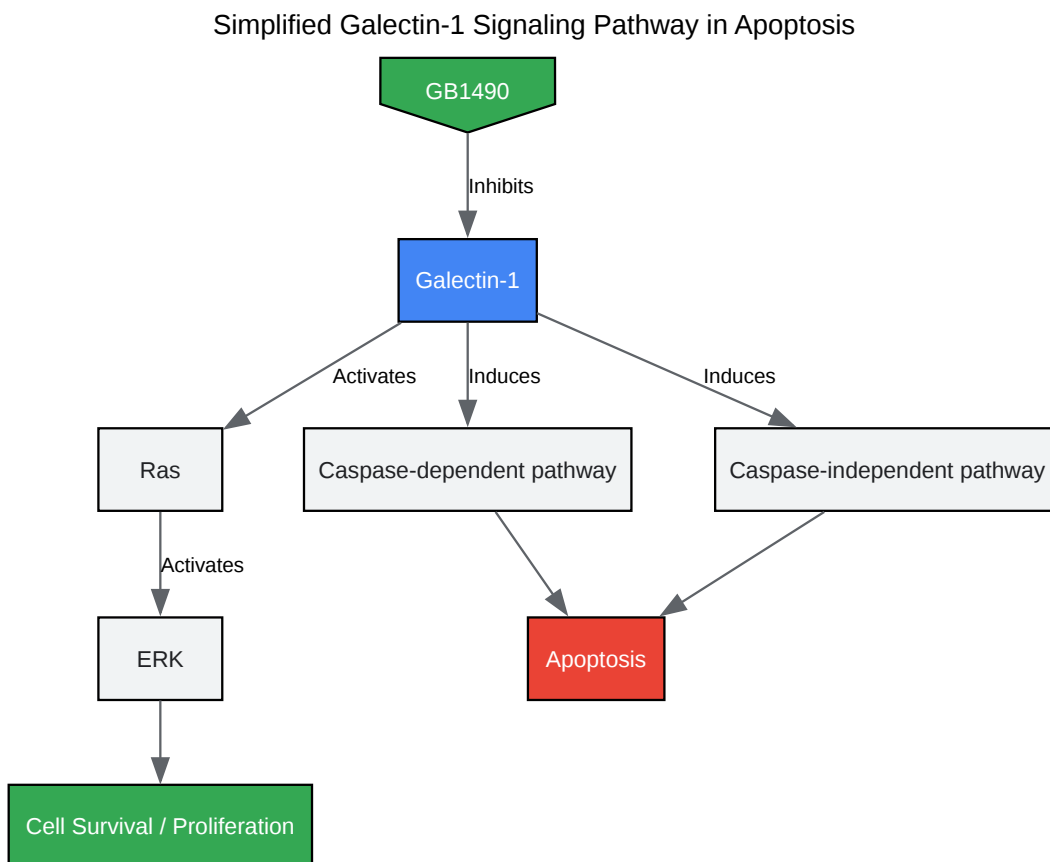 Simplified Galectin-1 Signaling Pathway in Apoptosis
GB1490
Inhibits
Galectin-1
Activates
Induces
Induces
Ras
Caspase-dependent pathway
Caspase-independent pathway
Activates
ERK
Apoptosis
Cell Survival / Proliferation